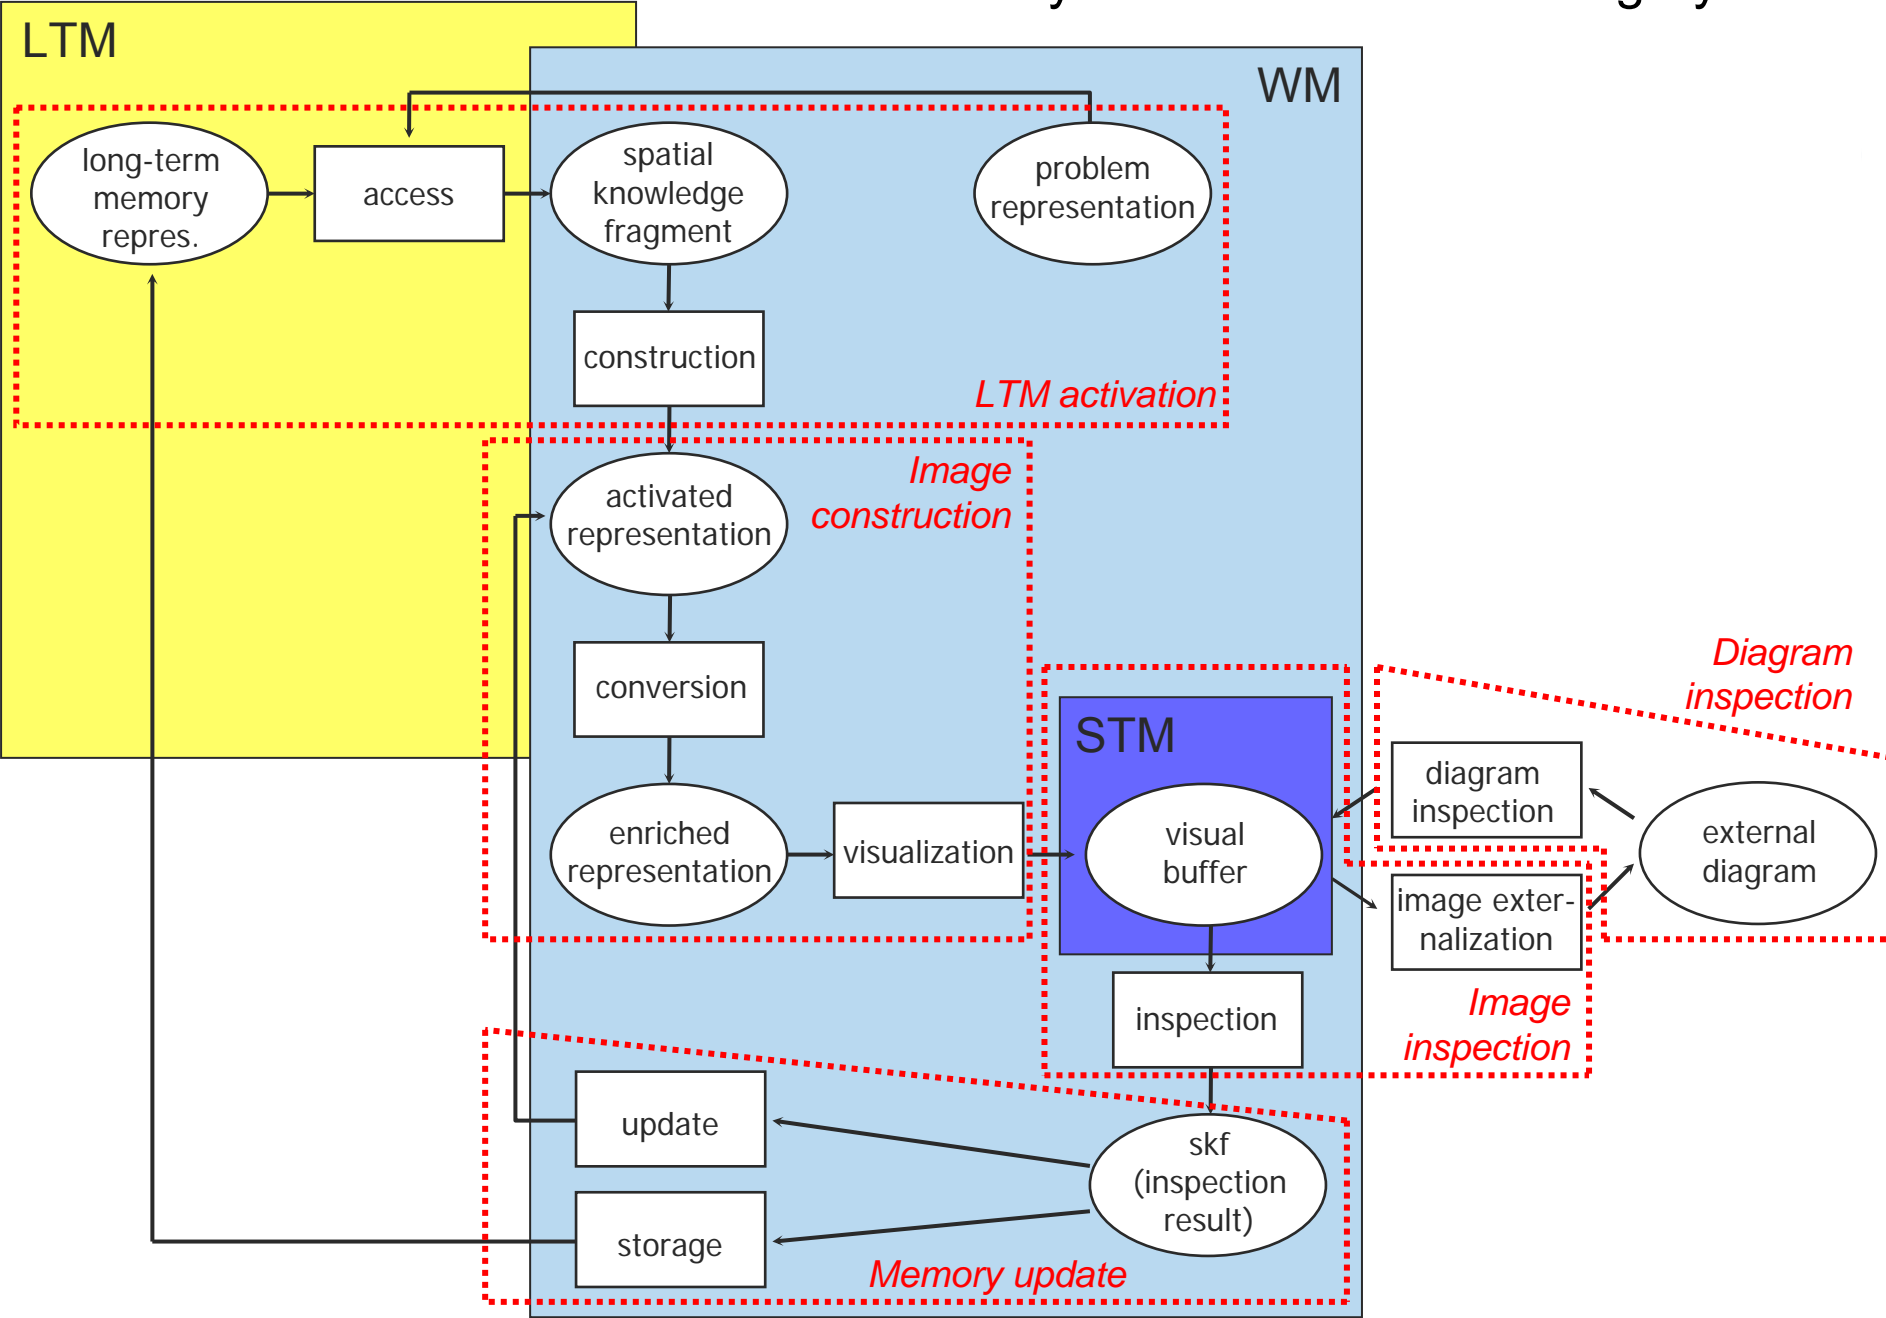 LTM
WM
long-term
memory
repres.
access
spatial
knowledge
fragment
problem
representation
construction
LTM activation
Image
construction
activated
representation
conversion
Diagram
inspection
STM
diagram
inspection
enriched
representation
visualization
visual
buffer
external
diagram
image exter-
nalization
inspection
Image
inspection
update
skf
(inspection
result)
storage
Memory update